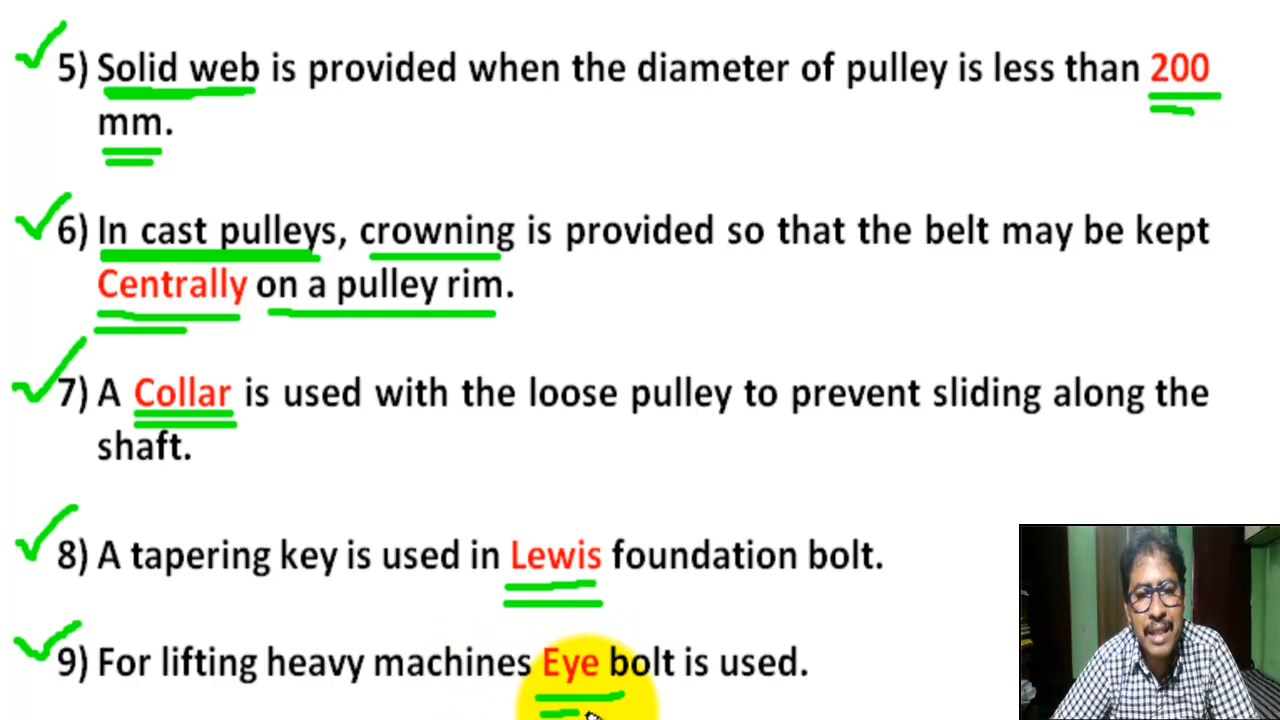 5) Solid web is provided when the diameter of pulley is less than 200
mm.
6) In cast pulleys, crowning is provided so that the belt may be kept
Centrally on a pulley rim.
7) A Collar is used with the loose pulley to prevent sliding along the
shaft.
8) A tapering key is used in Lewis foundation bolt.
9) For lifting heavy machines Eye bolt is used.